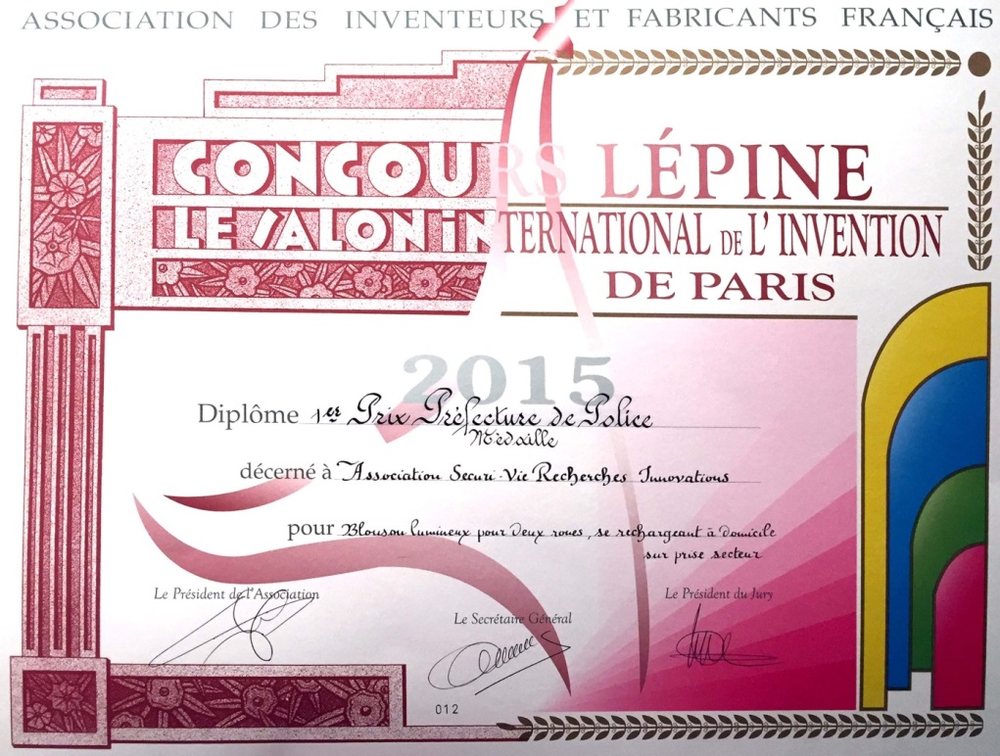 ASSOCIATION DES INVENTEURS ET FABRICANTS FRANÇAIS
CONCOURS LÉPINE
LE SALON INTERNATIONAL DE L'INVENTION
DE PARIS
2015
Diplôme 1er Prix Préfecture de Police
Médaille
décerné à Association Securi-Vie Recherches Innovations
pour Blouson lumineux pour deux roues, se rechargeant à domicile
sur prise secteur
Le Président de l'Association
Le Président du Jury
Le Secrétaire Général
012